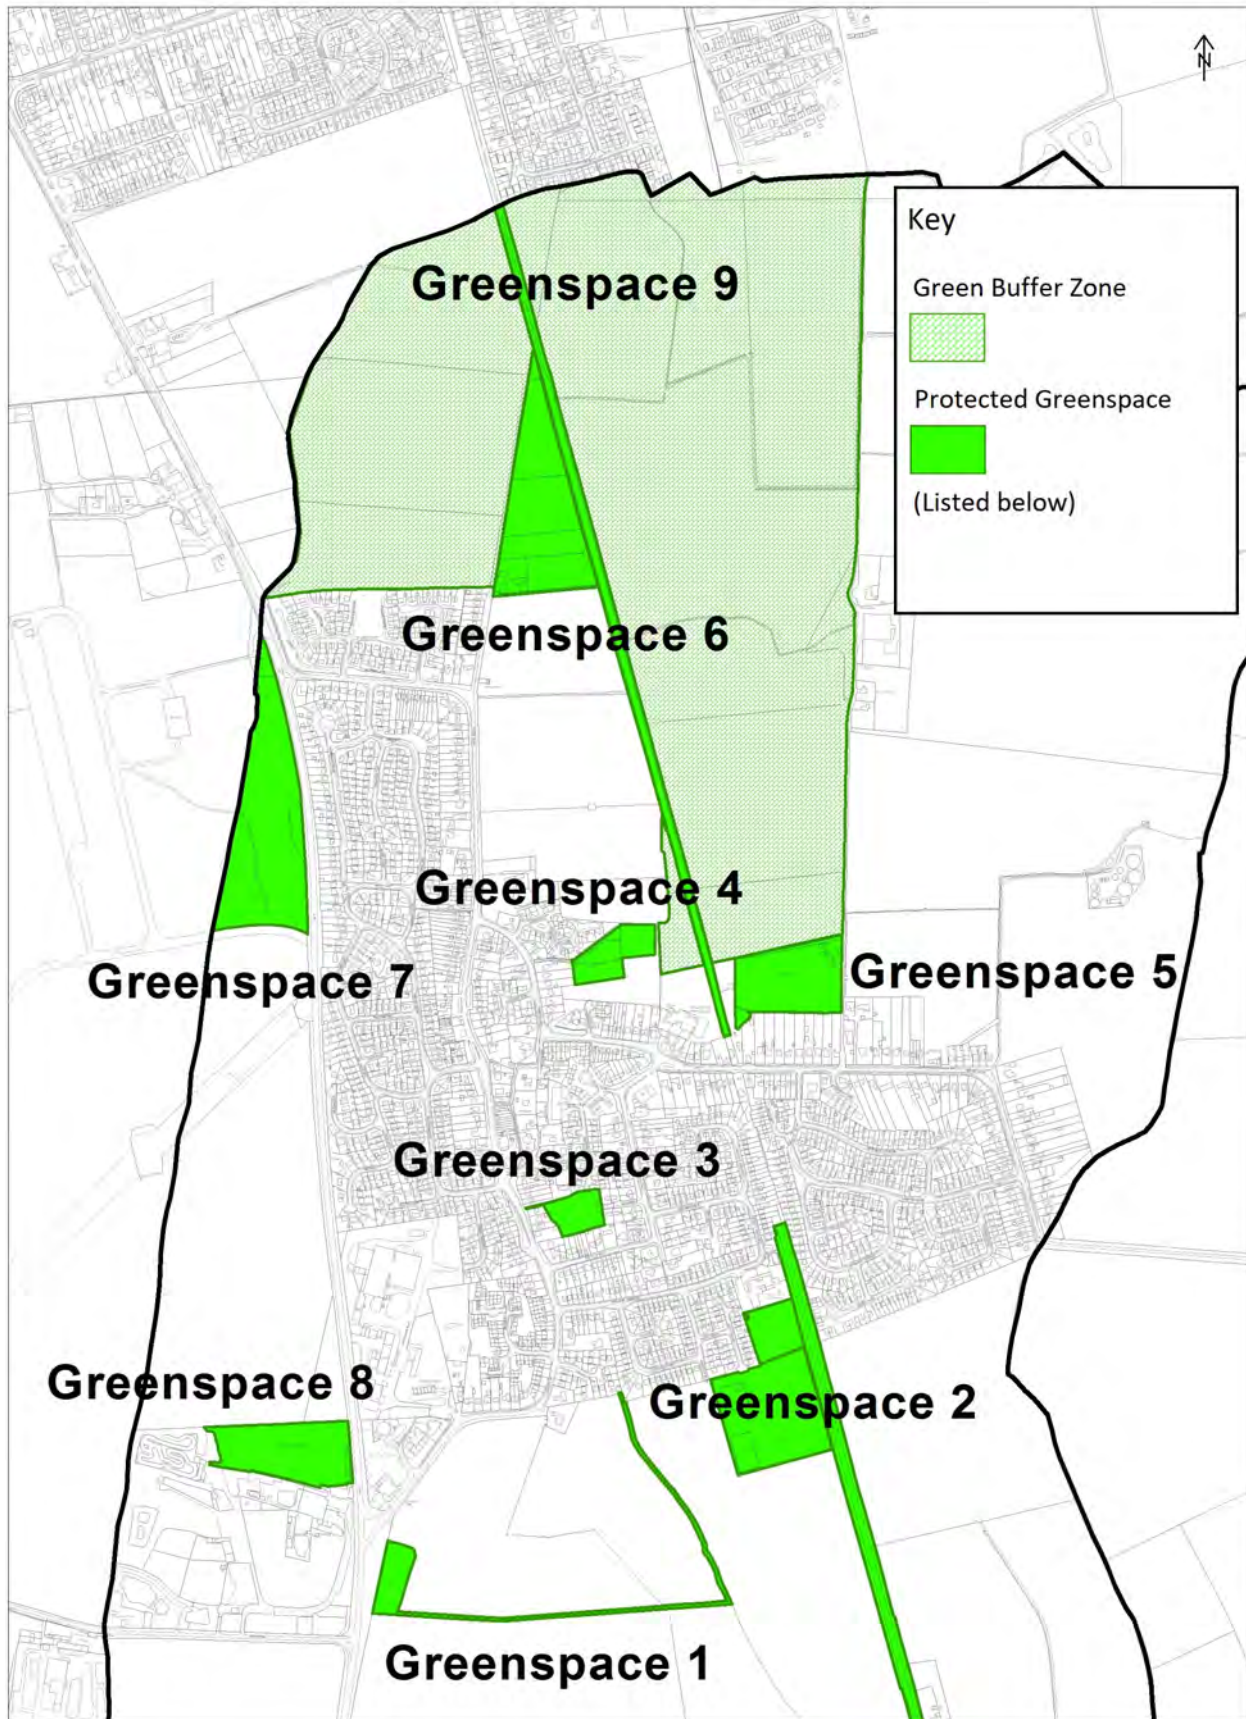 N
Key
Green Buffer Zone
Protected Greenspace
(Listed below)
Greenspace 9
Greenspace 6
Greenspace 4
Greenspace 7
Greenspace 5
Greenspace 3
Greenspace 8
Greenspace 2
Greenspace 1